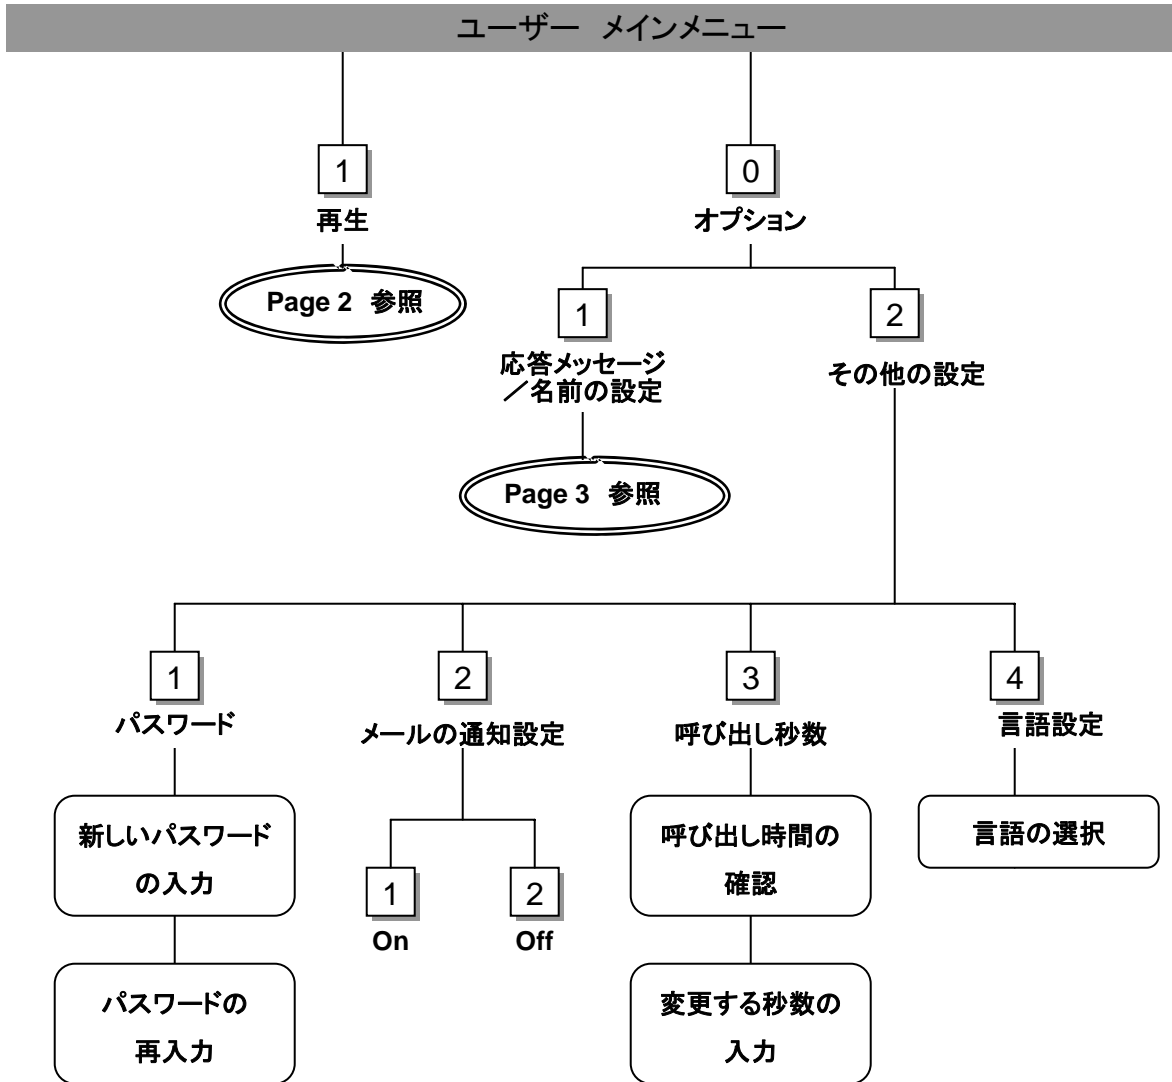 ユーザー メインメニュー
1
再生
Page 2 参照
0
オプション
1
応答メッセージ
／名前の設定
Page 3 参照
2
その他の設定
1
パスワード
新しいパスワード
の入力
パスワードの
再入力
2
メールの通知設定
1
On
2
Off
3
呼び出し秒数
呼び出し時間の
確認
変更する秒数の
入力
4
言語設定
言語の選択